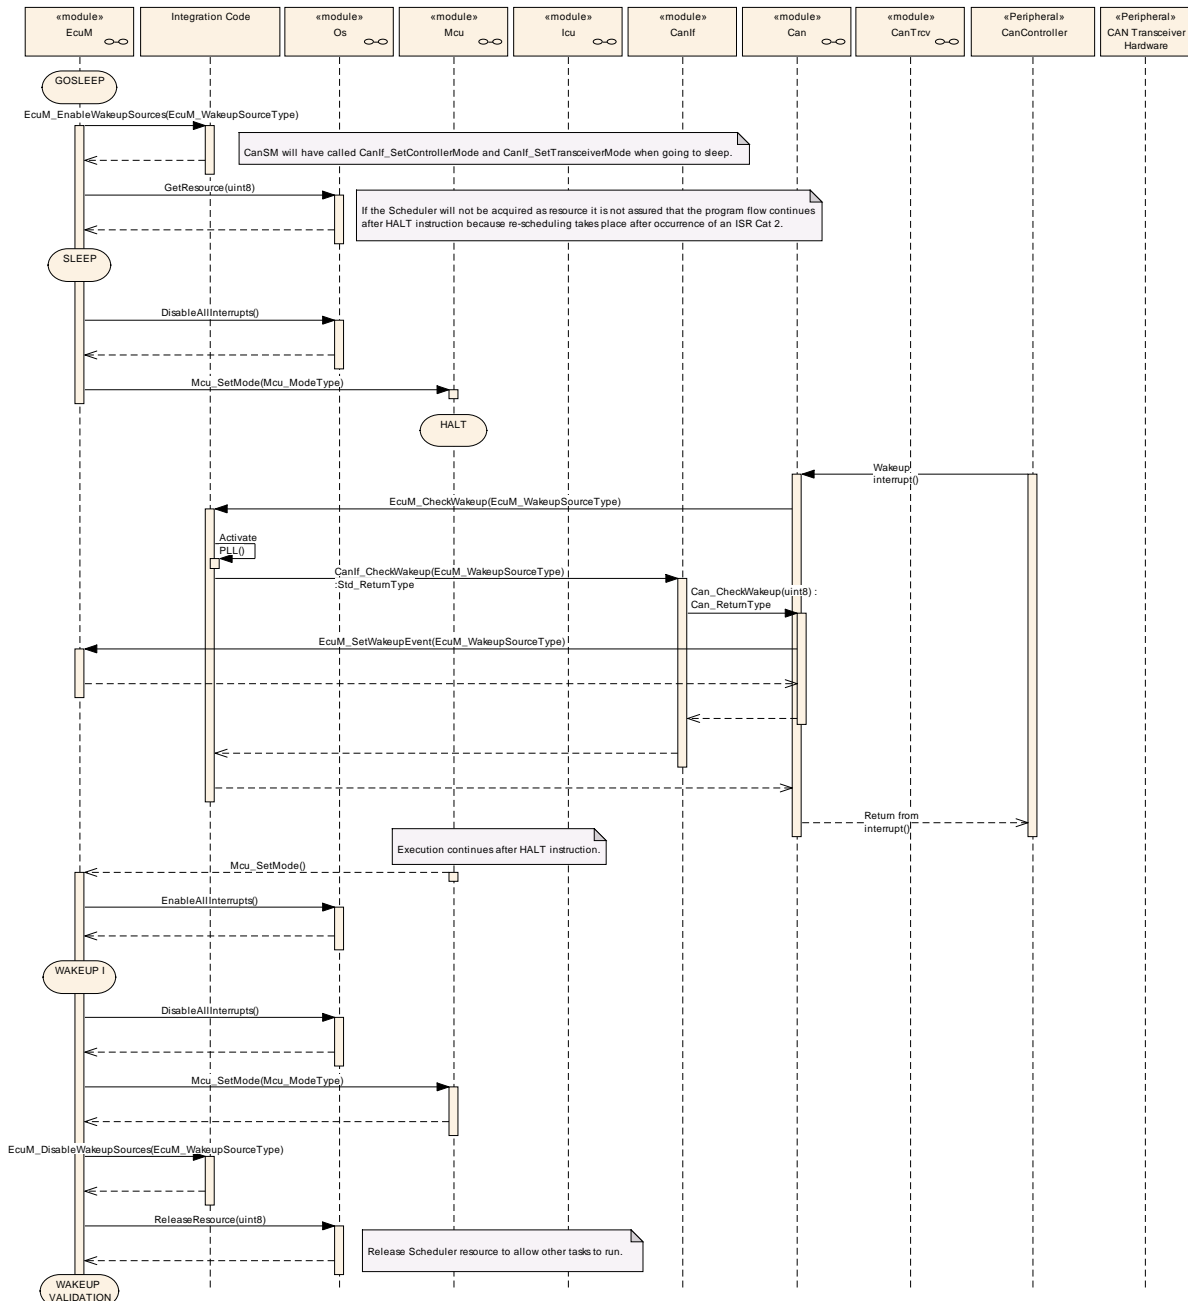 «module»
EcuM
Integration Code
«module»
Os
«module»
Mcu
«module»
Icu
«module»
CanIf
«module»
Can
«module»
CanTrcv
«Peripheral»
CanController
«Peripheral»
CAN Transceiver
Hardware
GOSLEEP
EcuM_EnableWakeupSources(EcuM_WakeupSourceType)
CanSM will have called CanIf_SetControllerMode and CanIf_SetTransceiverMode when going to sleep.
GetResource(uint8)
If the Scheduler will not be acquired as resource it is not assured that the program flow continues
after HALT instruction because re-scheduling takes place after occurrence of an ISR Cat 2.
SLEEP
DisableAllInterrupts()
Mcu_SetMode(Mcu_ModeType)
HALT
Wakeup
interrupt()
EcuM_CheckWakeup(EcuM_WakeupSourceType)
Activate
PLL()
CanIf_CheckWakeup(EcuM_WakeupSourceType)
:Std_ReturnType
Can_CheckWakeup(uint8) :
Can_ReturnType
EcuM_SetWakeupEvent(EcuM_WakeupSourceType)
Return from
interrupt()
Execution continues after HALT instruction.
Mcu_SetMode()
EnableAllInterrupts()
WAKEUP I
DisableAllInterrupts()
Mcu_SetMode(Mcu_ModeType)
EcuM_DisableWakeupSources(EcuM_WakeupSourceType)
ReleaseResource(uint8)
Release Scheduler resource to allow other tasks to run.
WAKEUP
VALIDATION